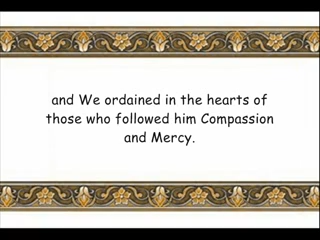 and We ordained in the hearts of
those who followed him Compassion
and Mercy.